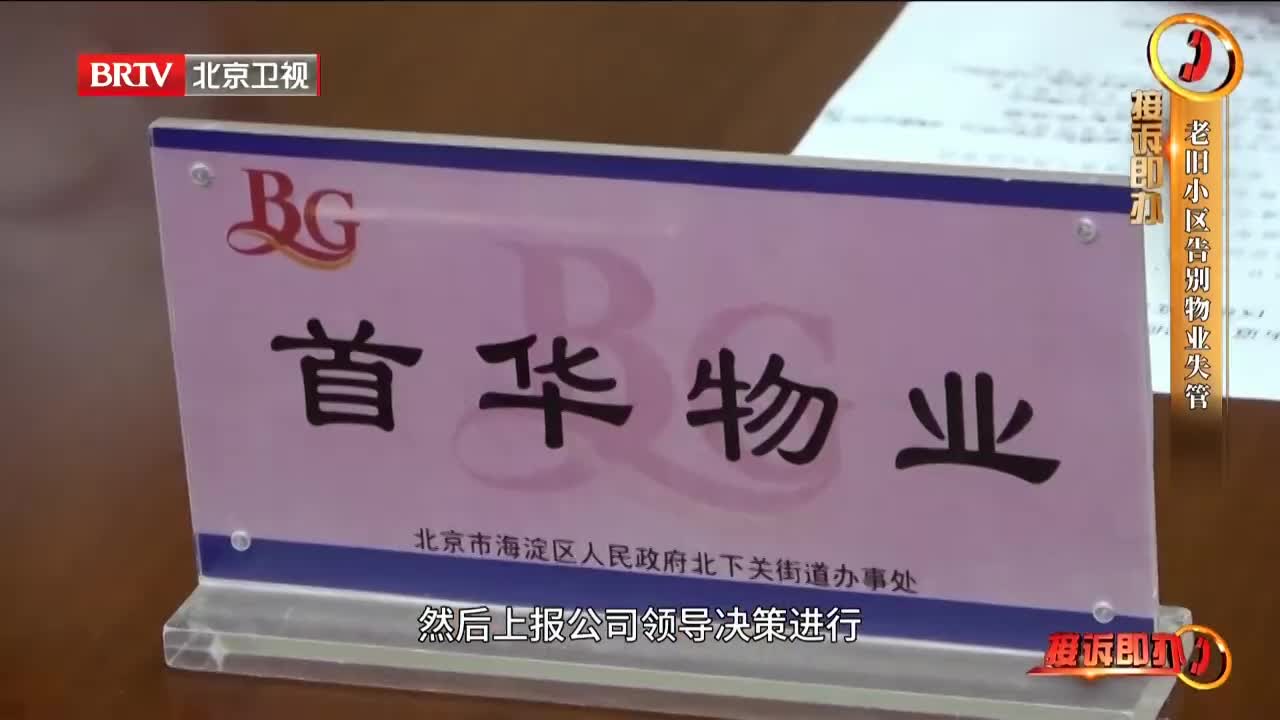 BRTV 北京卫视
接诉即办
老旧小区告别物业失管
BG
首华物业
北京市海淀区人民政府北下关街道办事处
然后上报公司领导决策进行
接诉即办